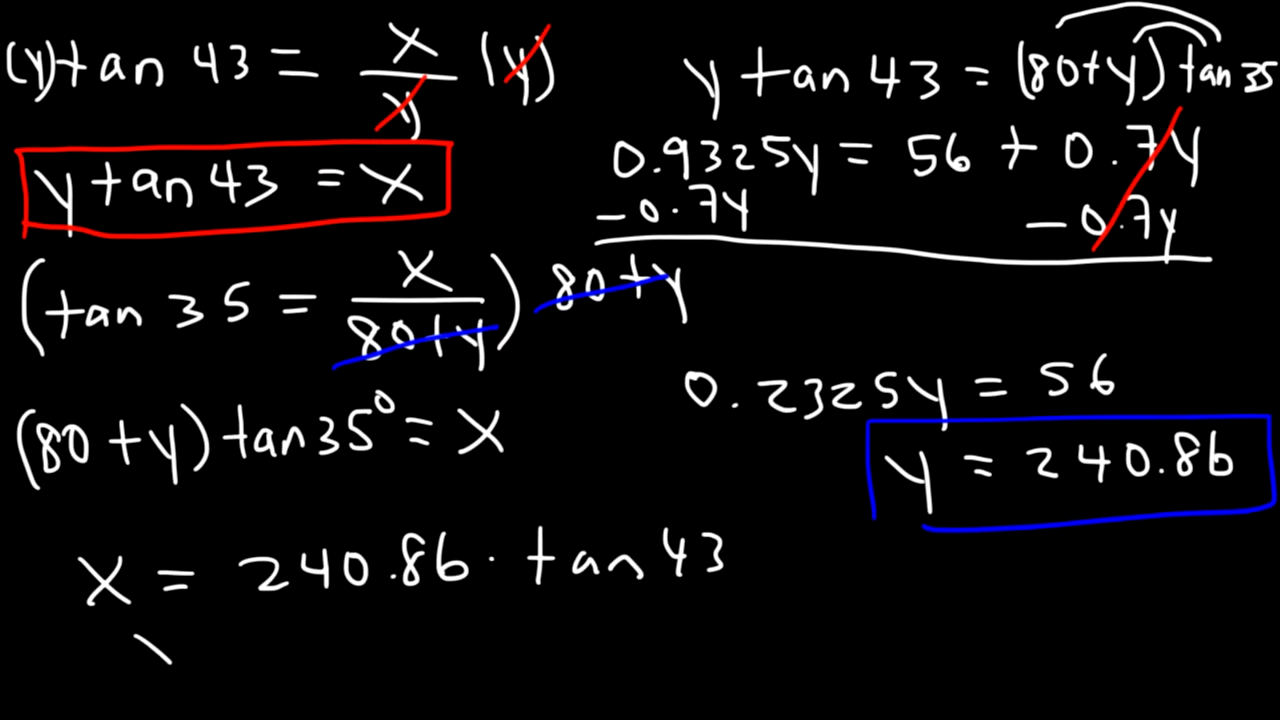 (y)tan 43 = x/y (y)
y tan 43 = x
(tan 35 = x/(80+y)) 80+y
(80+y) tan 35° = x
x = 240.86 · tan 43
y tan 43 = (80+y) tan 35
0.9325y = 56 + 0.7y
-0.7y -0.7y
0.2325y = 56
y = 240.86